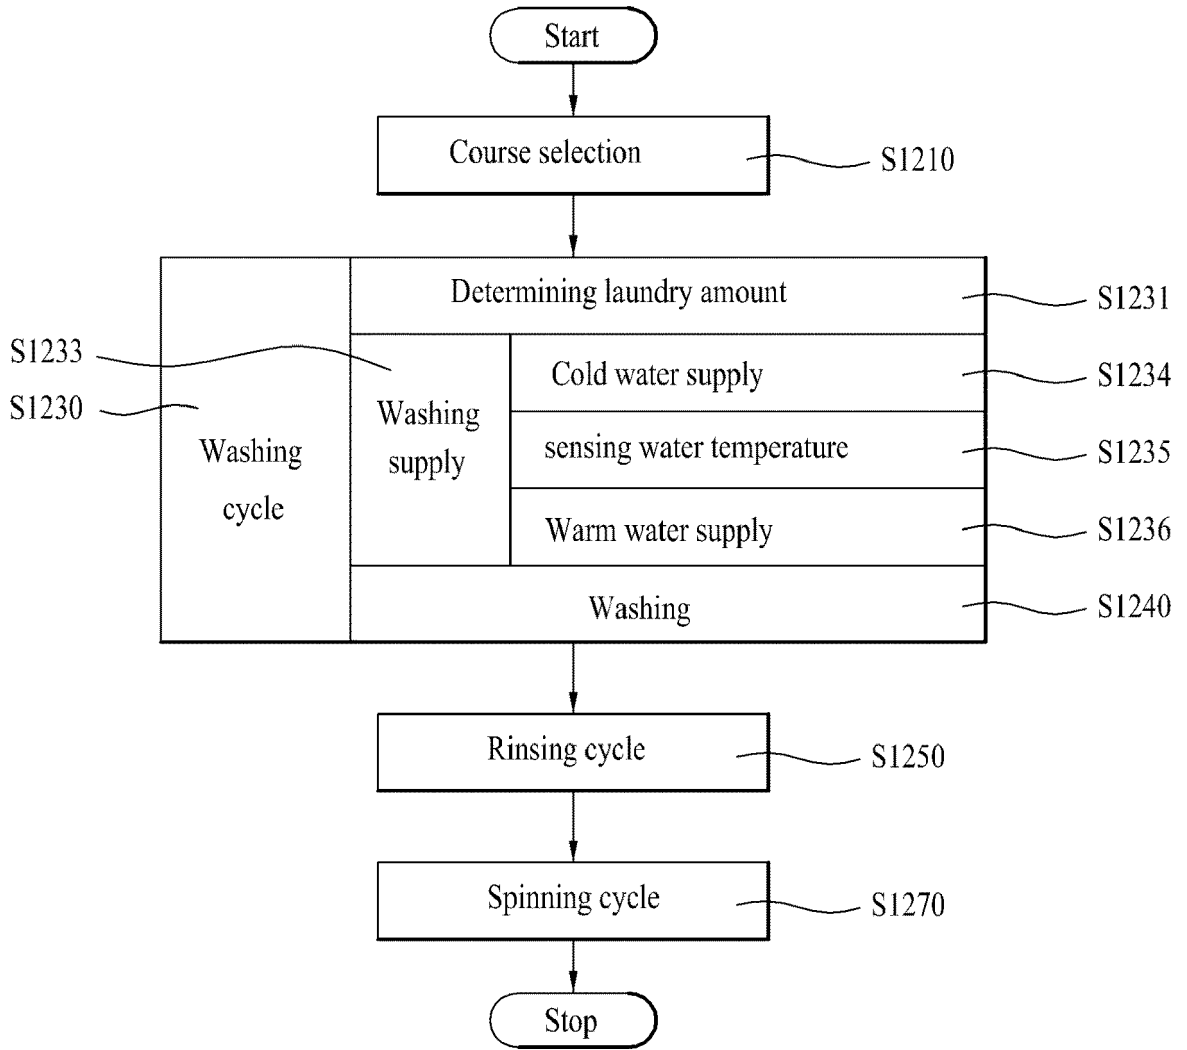 Start
Course selection
S1210
Determining laundry amount
S1231
S1233
Cold water supply
S1234
S1230
Washing
supply
Washing
cycle
sensing water temperature
S1235
Warm water supply
S1236
Washing
S1240
Rinsing cycle
S1250
Spinning cycle
S1270
Stop